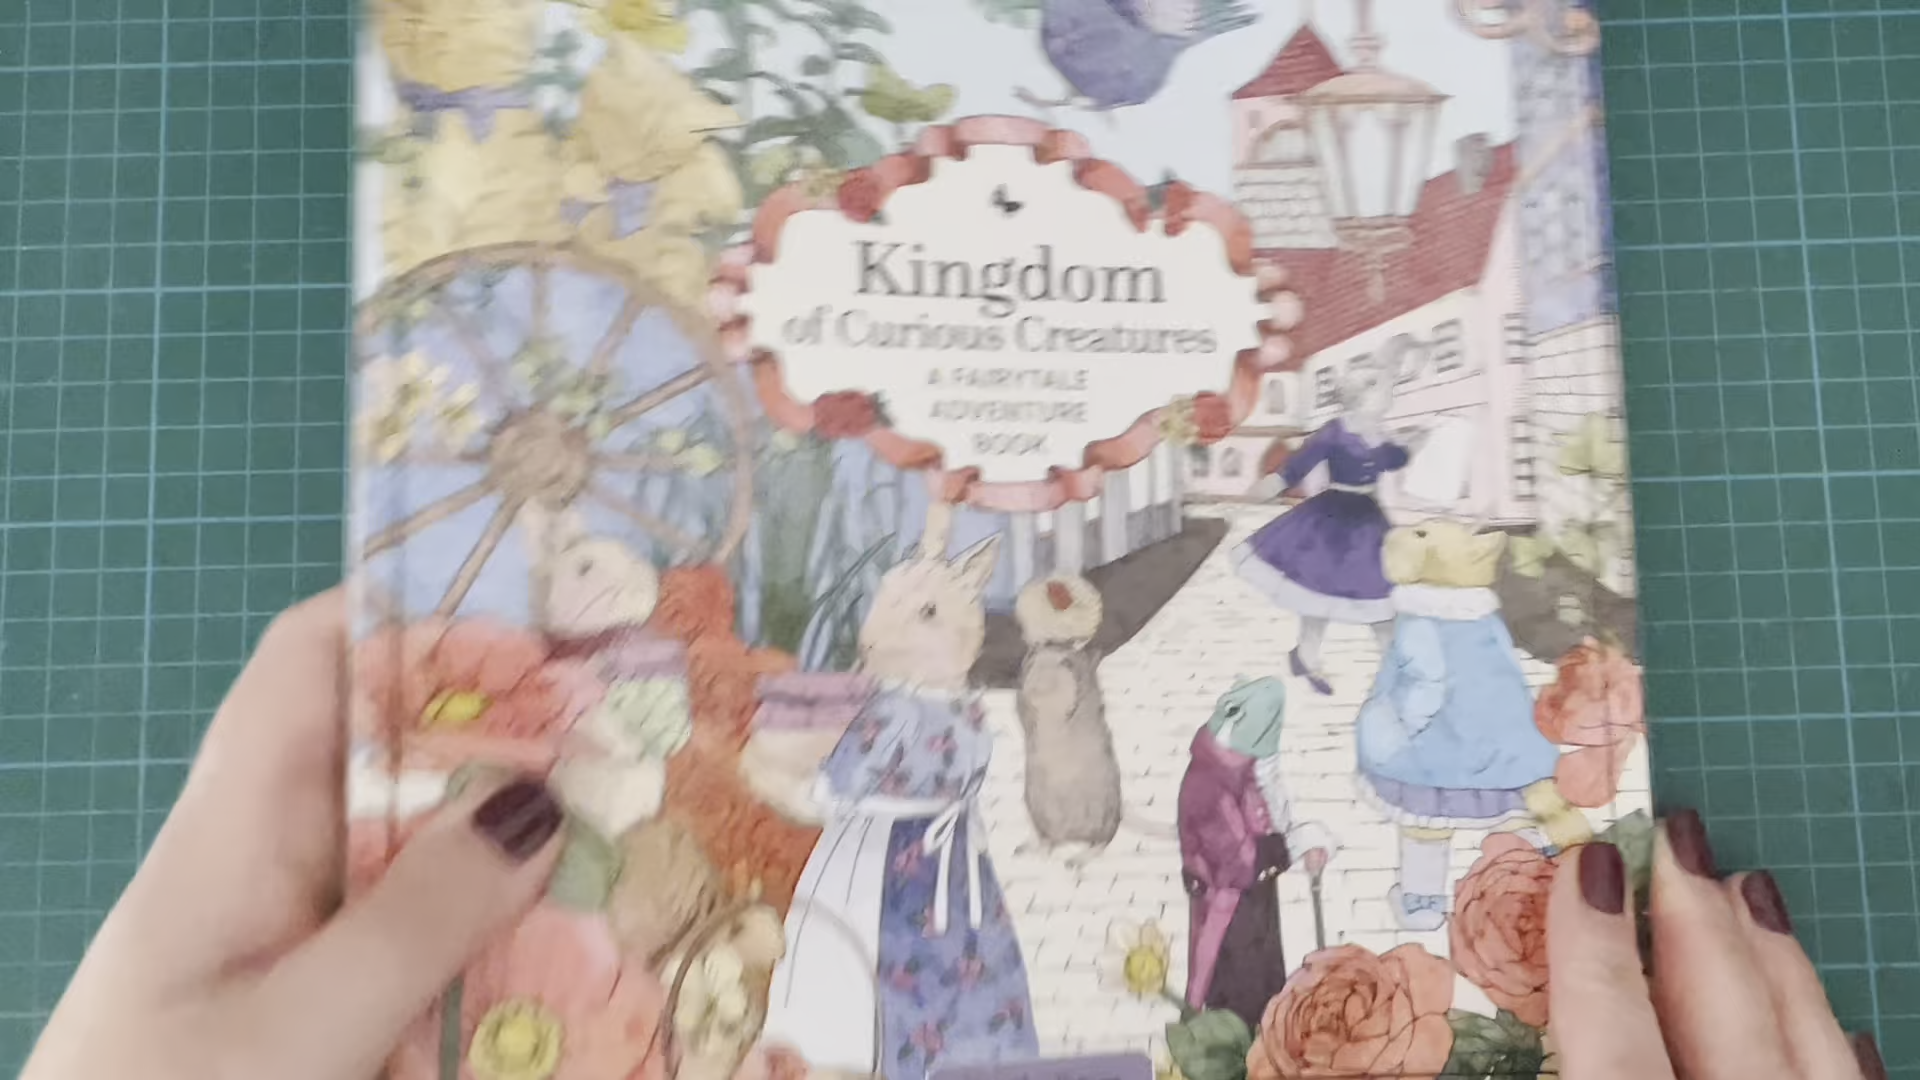 Kingdom
of Curious Creatures
A FAIRYTALE
ADVENTURE
BOOK